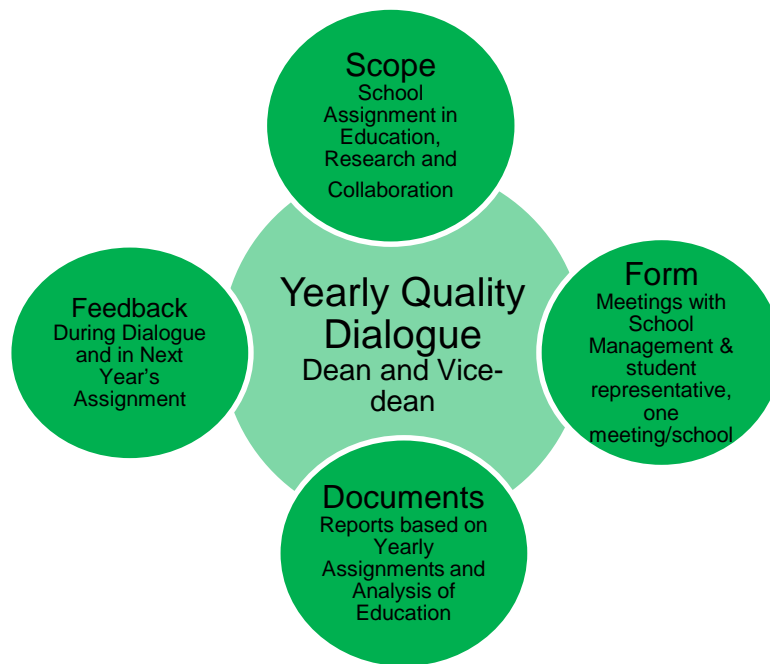 Scope
School
Assignment in
Education,
Research and
Collaboration
Yearly Quality
Dialogue
Dean and Vice-
dean
Feedback
During Dialogue
and in Next
Year's
Assignment
Form
Meetings with
School
Management &
student
representative,
one
meeting/school
Documents
Reports based on
Yearly
Assignments and
Analysis of
Education